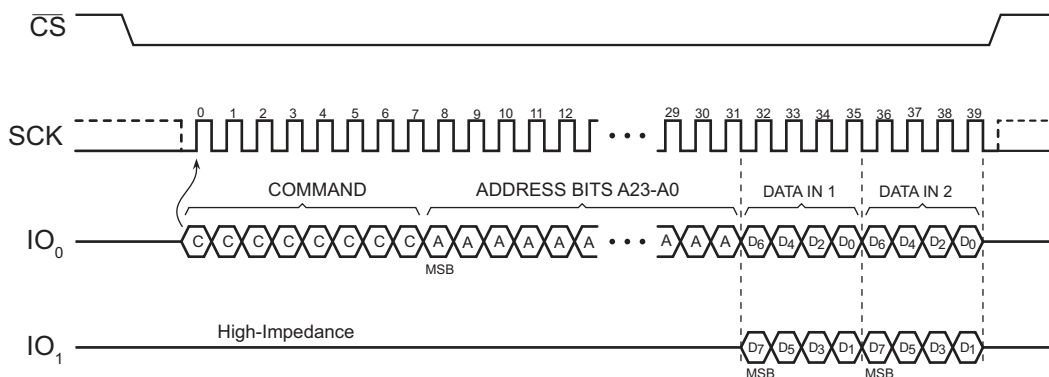 CS
0 1 2 3 4 5 6 7 8 9 10 11 12 29 30 31 32 33 34 35 36 37 38 39
SCK
COMMAND ADDRESS BITS A23-A0 DATA IN 1 DATA IN 2
IO0 C C C C C C C C A A A A A A A A A D6 D4 D2 D0 D6 D4 D2 D0
MSB
High-Impedance
IO1 D7 D5 D3 D1 D7 D5 D3 D1
MSB MSB